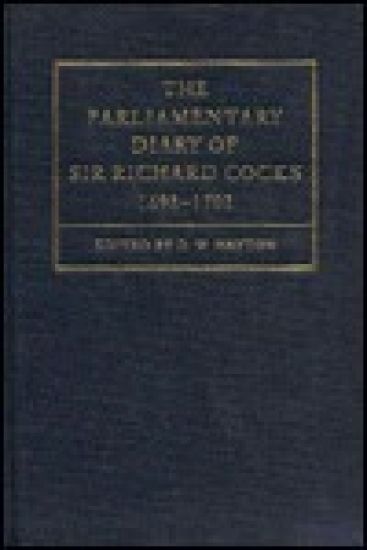 THE
PARLIAMENTARY
DIARY OF
SIR RICHARD COCKS
1698–1702
EDITED BY D. W. HAYTON